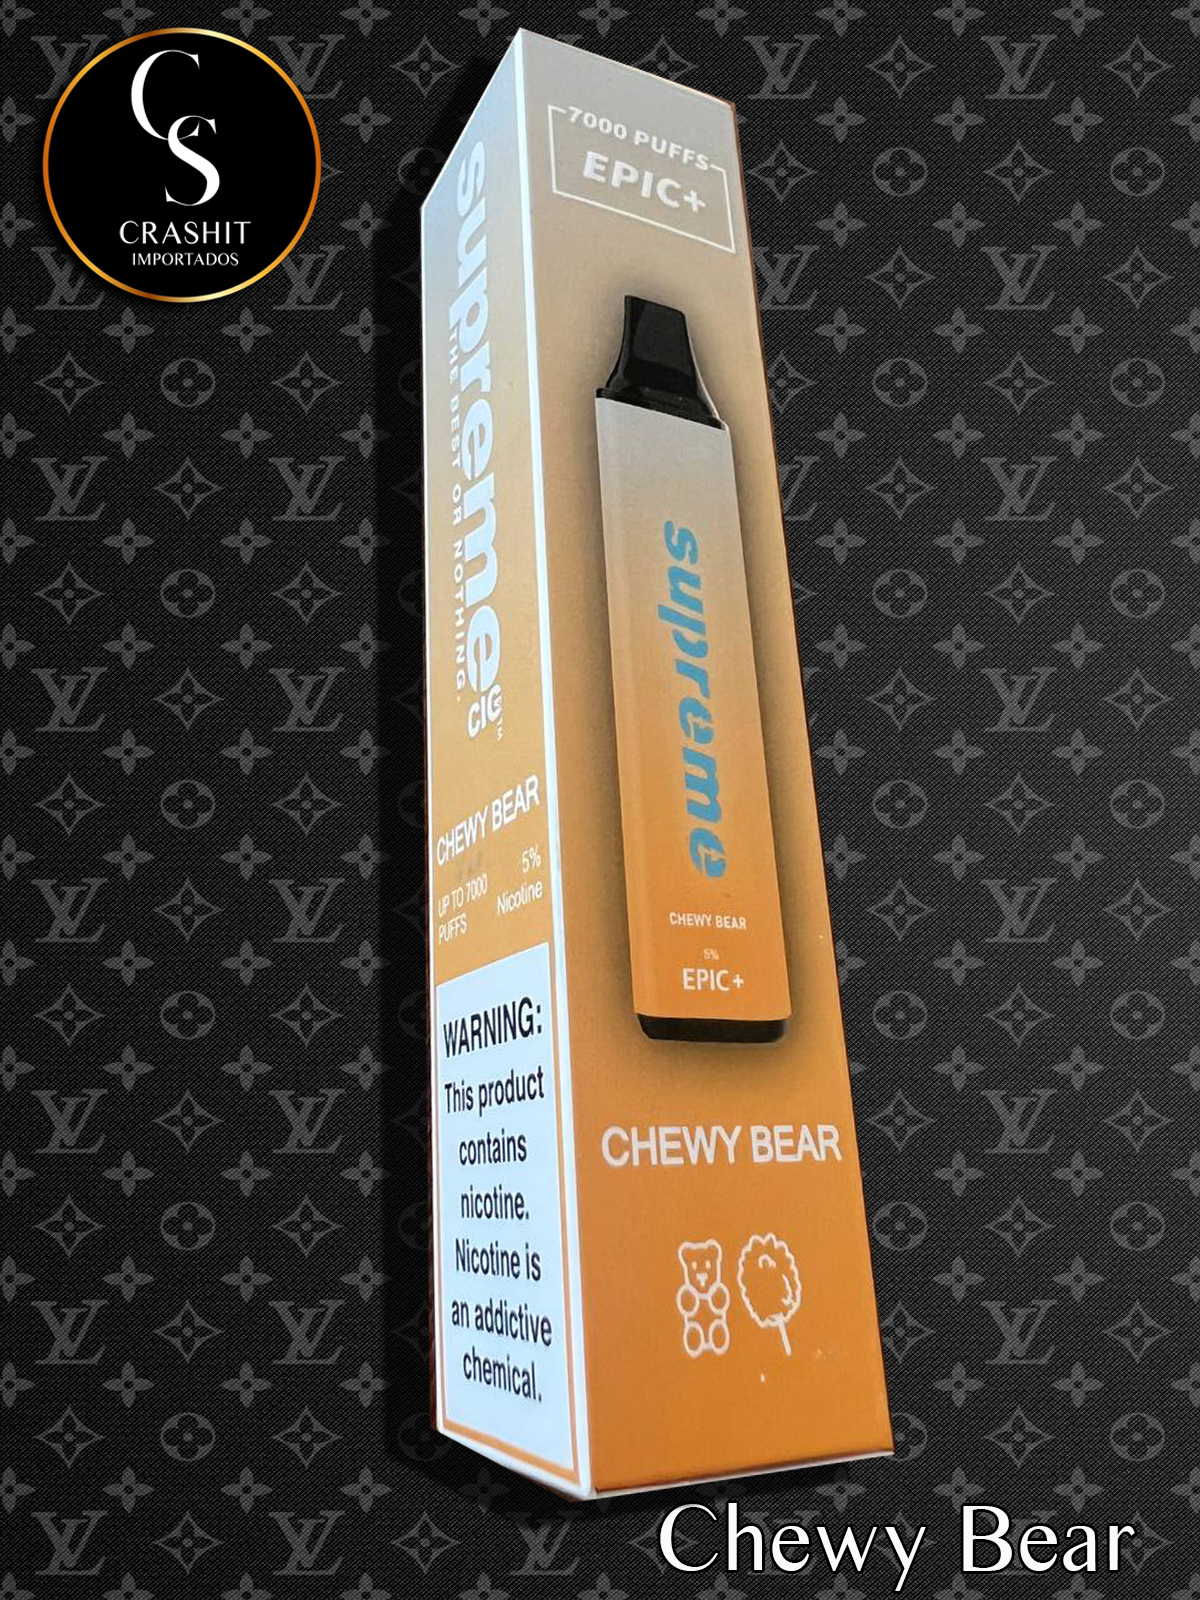 CS
CRASHIT
IMPORTADOS
7000 PUFFS
EPIC+
supreme
CHEWY BEAR
5%
EPIC+
CHEWY BEAR
supreme CIG™
THE BEST OR NOTHING.
CHEWY BEAR
UP TO 7000
PUFFS
5%
Nicotine
WARNING:
This product
contains
nicotine.
Nicotine is
an addictive
chemical.
Chewy Bear